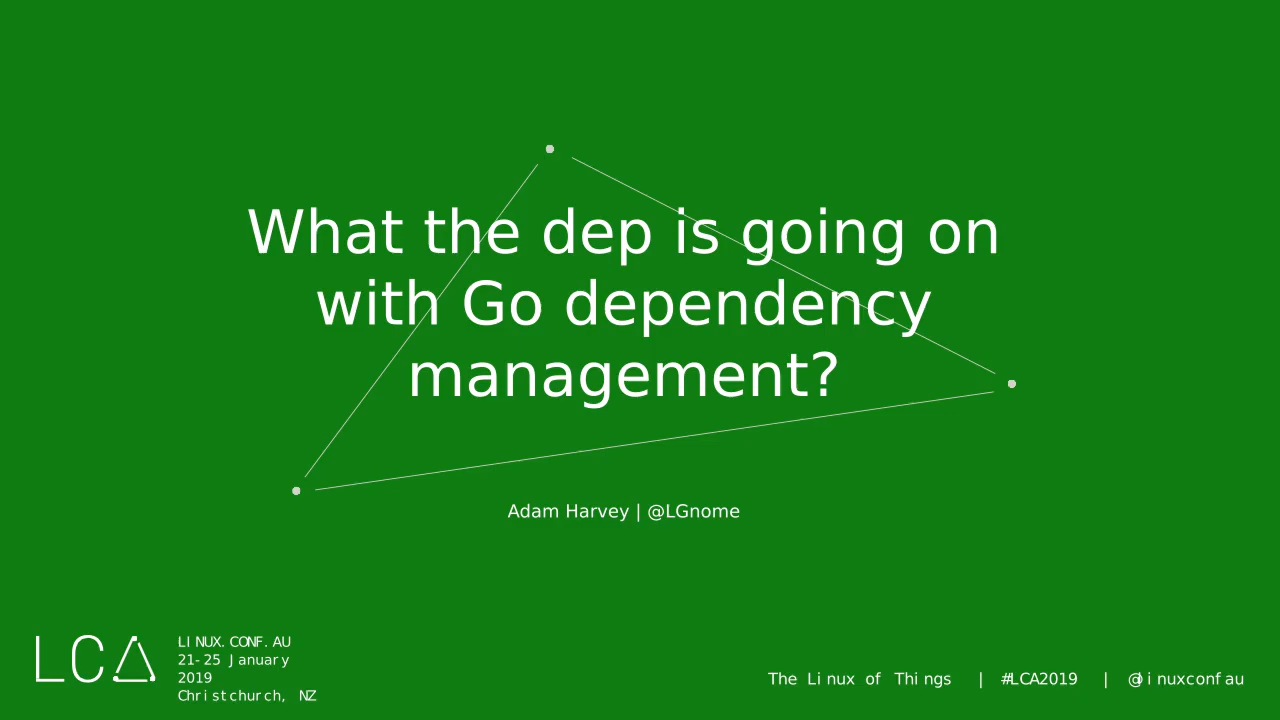 What the dep is going on
with Go dependency
management?
Adam Harvey | @LGnome
LCA
LINUX.CONF.AU
21-25 January
2019
Christchurch, NZ
The Linux of Things | #LCA2019 | @linuxconfau